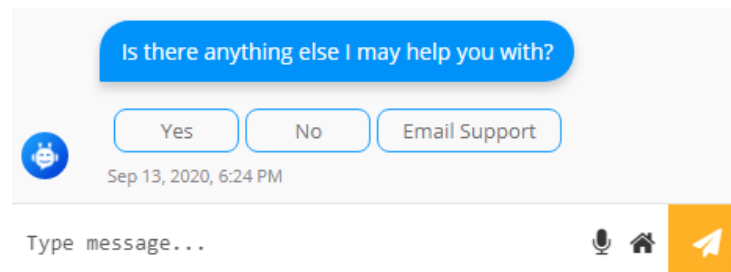 Is there anything else I may help you with?
Yes No Email Support
Sep 13, 2020, 6:24 PM
Type message...